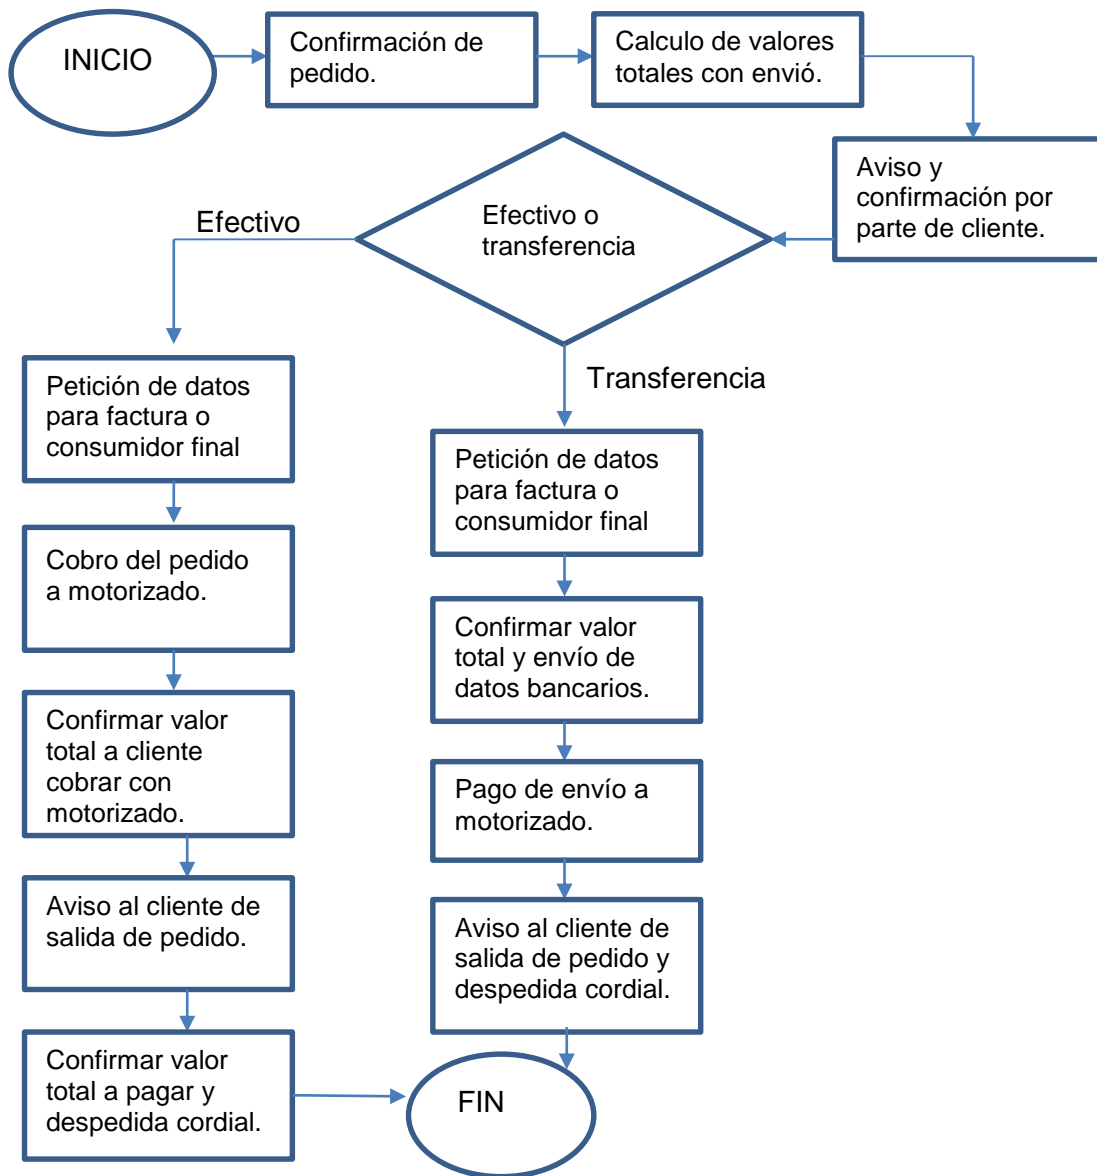 INICIO
Confirmación de
pedido.
Calculo de valores
totales con envió.
Aviso y
confirmación por
parte de cliente.
Efectivo o
transferencia
Efectivo
Petición de datos
para factura o
consumidor final
Cobro del pedido
a motorizado.
Confirmar valor
total a cliente
cobrar con
motorizado.
Aviso al cliente de
salida de pedido.
Confirmar valor
total a pagar y
despedida cordial.
Transferencia
Petición de datos
para factura o
consumidor final
Confirmar valor
total y envío de
datos bancarios.
Pago de envío a
motorizado.
Aviso al cliente de
salida de pedido y
despedida cordial.
FIN